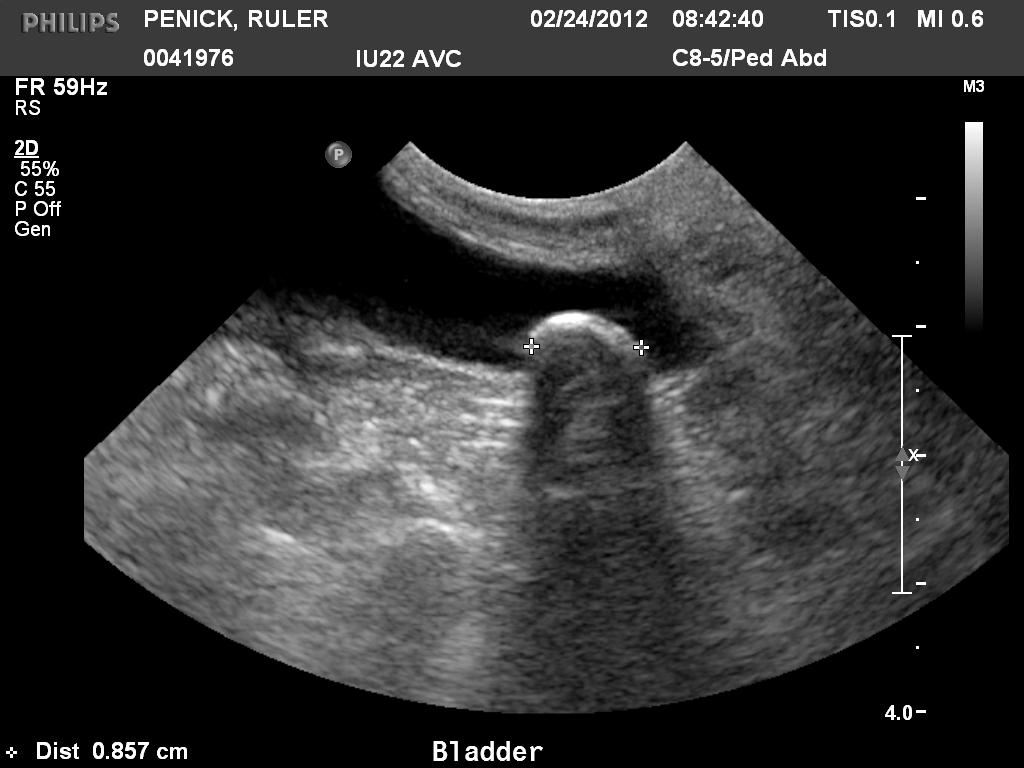 PHILIPS PENICK, RULER 02/24/2012 08:42:40 TIS0.1 MI 0.6
0041976 IU22 AVC C8-5/Ped Abd
FR 59Hz
RS
M3
2D
55%
C 55
P Off
Gen
P
X
4.0
Dist 0.857 cm
Bladder